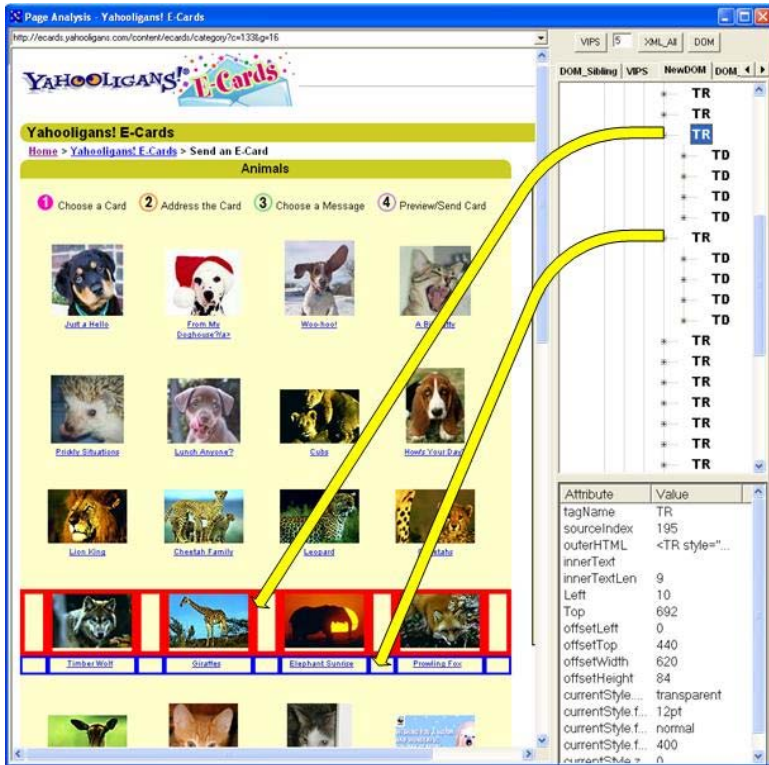 Page Analysis - Yahooligans! E-Cards
http://ecards.yahooligans.com/content/ecards/category?c=133&g=16
VIPS 5 XML_All DOM
DOM_Sibling VIPS NewDOM DOM_
YAHOOLIGANS! E-Cards
Yahooligans! E-Cards
Home > Yahooligans! E-Cards > Send an E-Card
Animals
1 Choose a Card 2 Address the Card 3 Choose a Message 4 Preview/Send Card
Just a Hello From My Woo-hoo! A Bi
Doghouse?Ya>
Prickly Situations Lunch Anyone? Cubs How's Your Day
Lion King Cheetah Family Leopard
Timber Wolf Giraffes Elephant Sunrise Prowling Fox
TR
TR
TR
TD
TD
TD
TD
TR
TD
TD
TD
TD
TR
TR
TR
TR
TR
TR
TR
Attribute Value
tagName TR
sourceIndex 195
outerHTML <TR style="...
innerText
innerTextLen 9
Left 10
Top 692
offsetLeft 0
offsetTop 440
offsetWidth 620
offsetHeight 84
currentStyle.... transparent
currentStyle.f... 12pt
currentStyle.f... normal
currentStyle.f... 400
currentStyle.z... 0